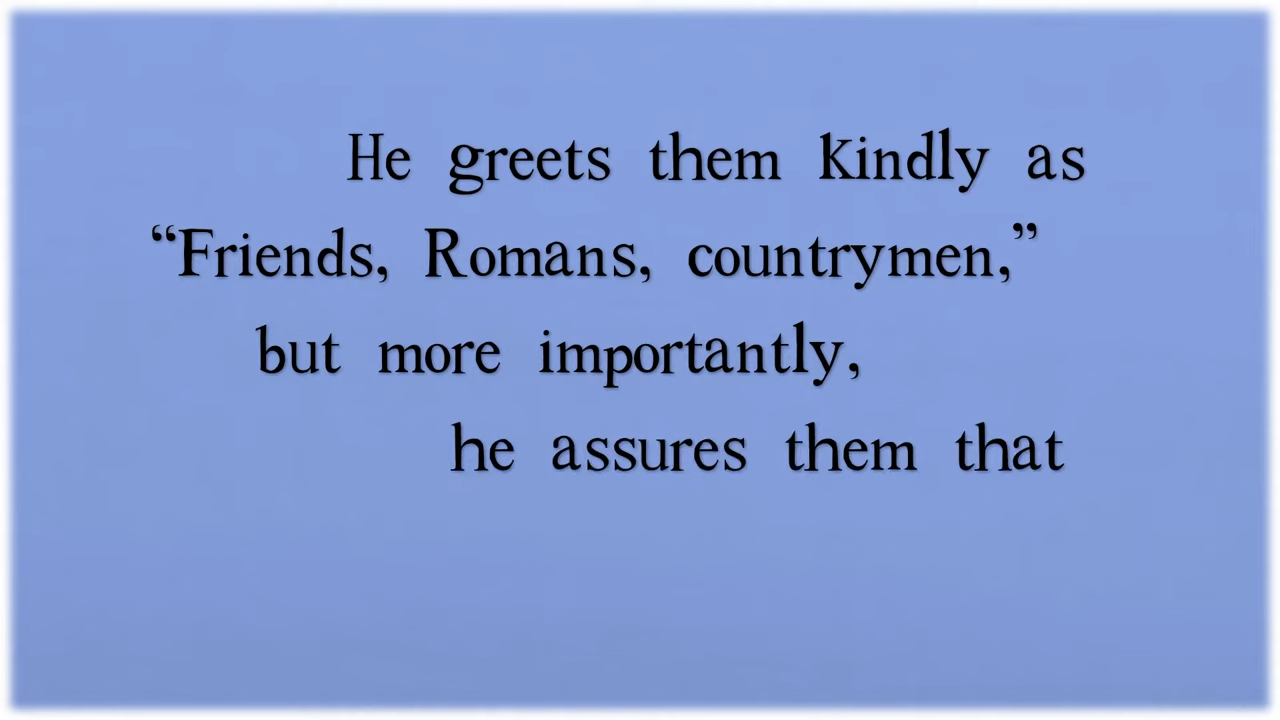 He greets them kindly as
“Friends, Romans, countrymen,”
but more importantly,
he assures them that